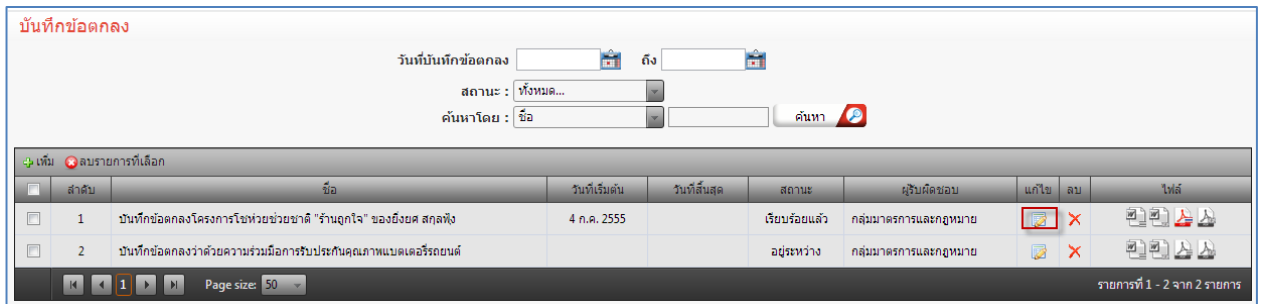 บันทึกข้อตกลง
วันที่บันทึกข้อตกลง ถึง
สถานะ : ทั้งหมด...
ค้นหาโดย : ชื่อ ค้นหา
เพิ่ม ลบรายการที่เลือก
ลำดับ ชื่อ วันที่เริ่มต้น วันที่สิ้นสุด สถานะ ผู้รับผิดชอบ แก้ไข ลบ ไฟล์
1 บันทึกข้อตกลงโครงการโชห่วยช่วยชาติ "ร้านถูกใจ" ของยิ่งยศ สกุลฟุ้ง 4 ก.ค. 2555 เรียบร้อยแล้ว กลุ่มมาตรการและกฎหมาย
2 บันทึกข้อตกลงว่าด้วยความร่วมมือการรับประกันคุณภาพแบตเตอรี่รถยนต์ อยู่ระหว่าง กลุ่มมาตรการและกฎหมาย
1 Page size: 50 รายการที่ 1 - 2 จาก 2 รายการ